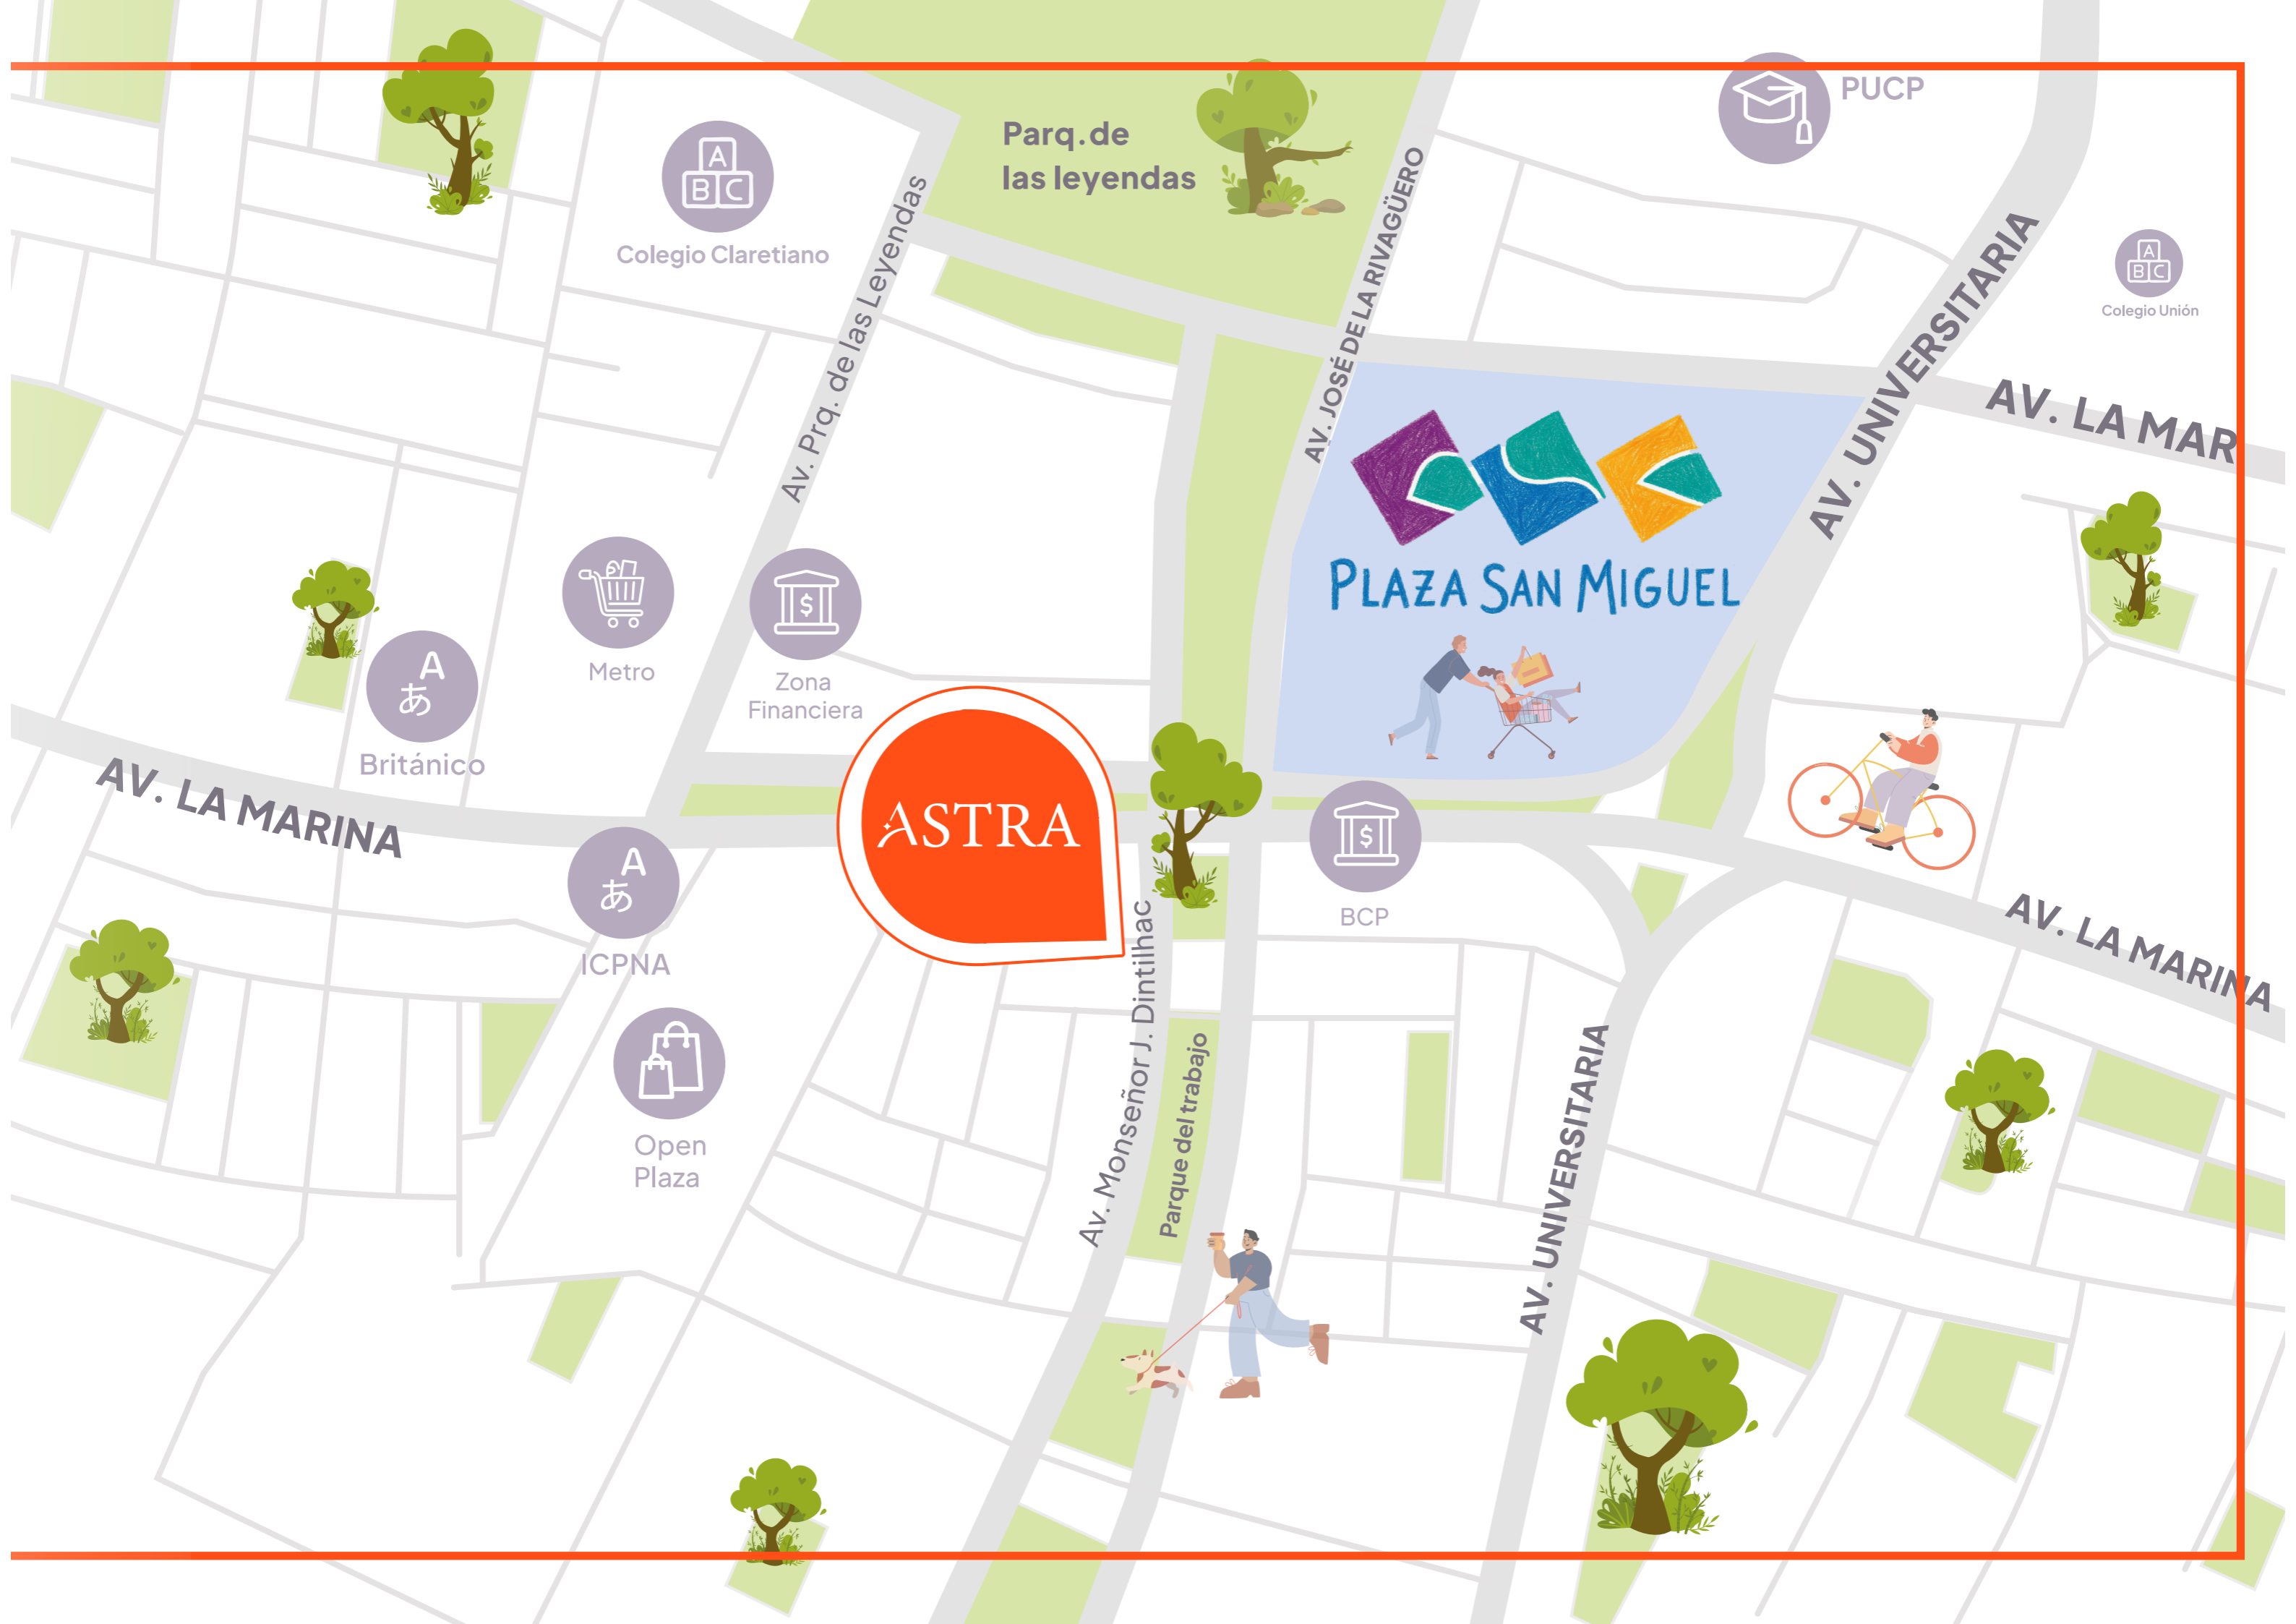 PUCP
Parq.de
las leyendas
A
B C
Colegio Claretiano
Av. Prq. de las Leyendas
AV. JOSÉ DE LA RIVAGÜERO
AV. UNIVERSITARIA
A
B C
Colegio Unión
AV. LA MAR
PLAZA SAN MIGUEL
$
Metro
Zona
Financiera
A
あ
Británico
AV. LA MARINA
ASTRA
$
BCP
A
あ
ICPNA
AV. LA MARINA
Av. Monseñor J. Dintilhac
Parque del trabajo
AV. UNIVERSITARIA
Open
Plaza